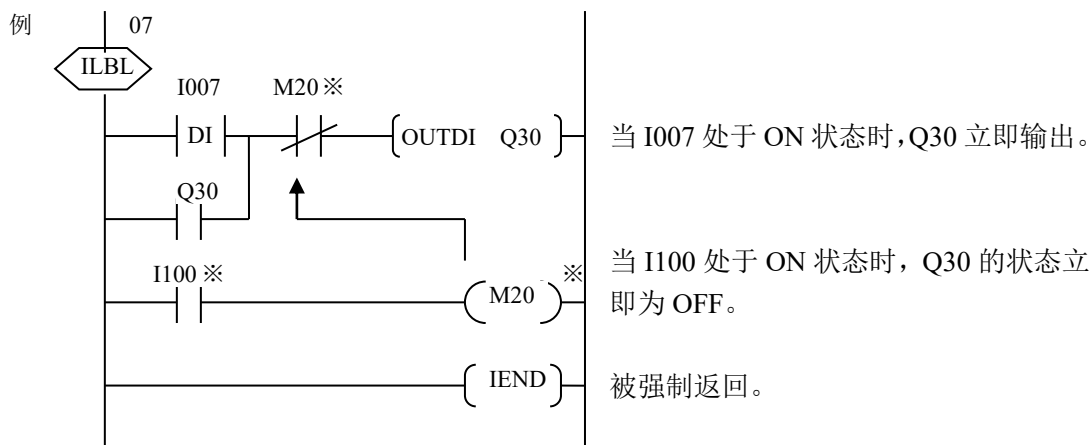 例 07
ILBL
I007 M20※
DI OUTDI Q30 当 I007 处于 ON 状态时，Q30 立即输出。
Q30
I100※ M20 ※ 当 I100 处于 ON 状态时，Q30 的状态立
即为 OFF。
IEND 被强制返回。